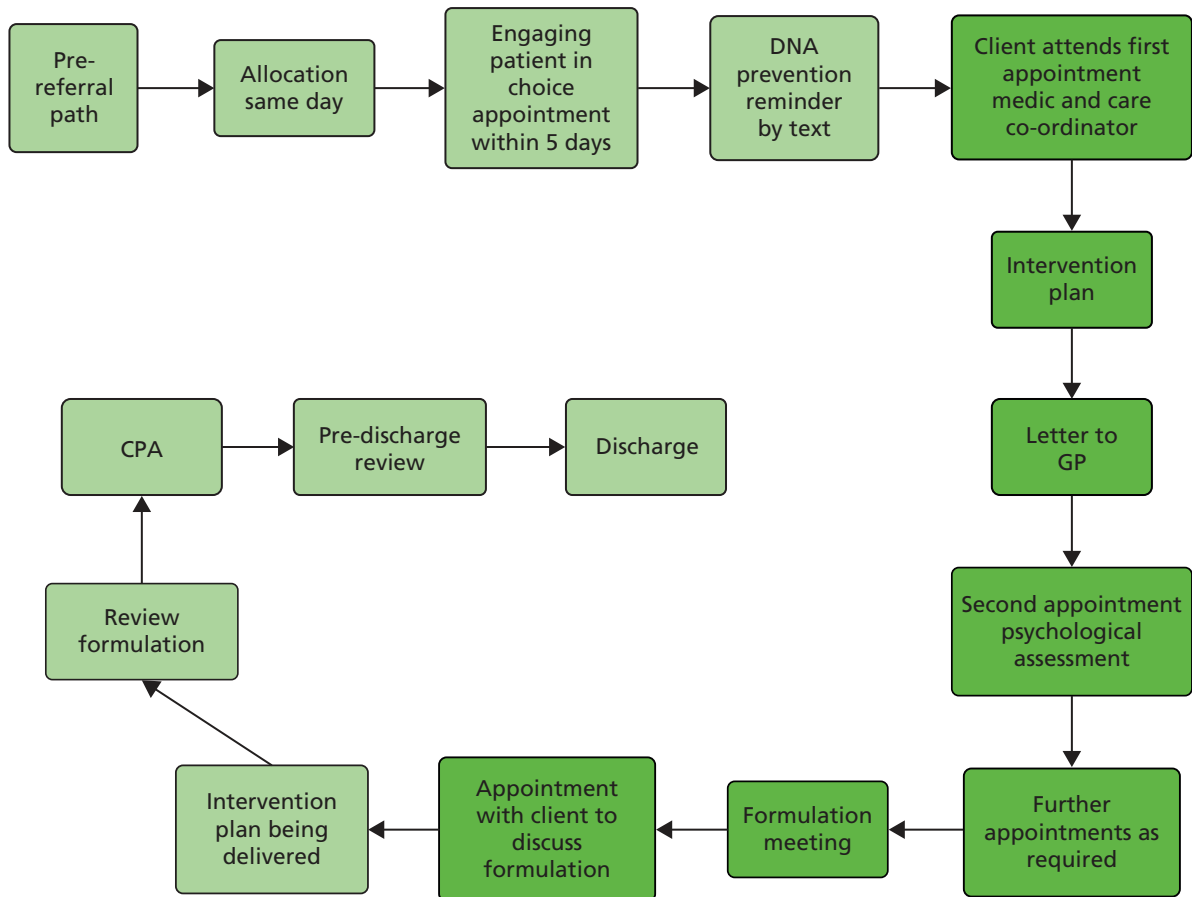 Pre-
referral
path
Allocation
same day
Engaging
patient in
choice
appointment
within 5 days
DNA
prevention
reminder
by text
Client attends first
appointment
medic and care
co-ordinator
Intervention
plan
Letter to
GP
Second appointment
psychological
assessment
Further
appointments as
required
Formulation
meeting
Appointment
with client to
discuss
formulation
Intervention
plan being
delivered
Review
formulation
CPA
Pre-discharge
review
Discharge